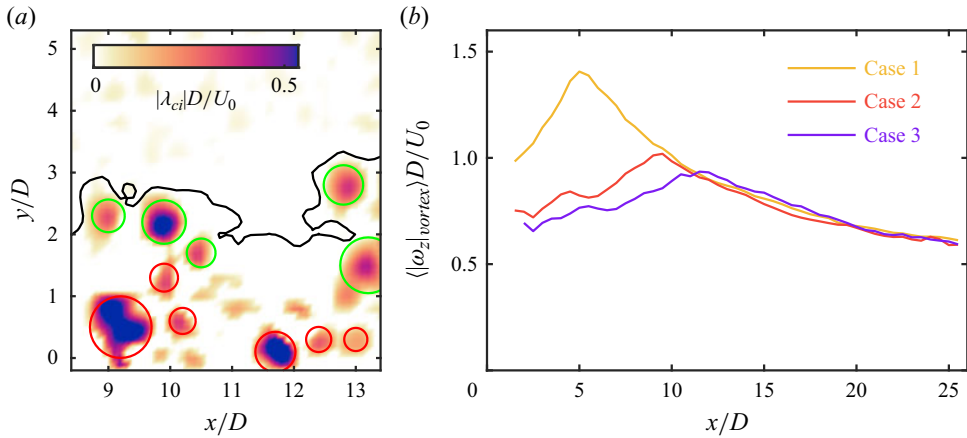 (a)
5
4
3
2
1
0
y/D
0
0.5
|λci|D/U0
9
10
11
12
13
x/D
(b)
1.5
1.0
0.5
⟨|ωz|vortex⟩D/U0
Case 1
Case 2
Case 3
0
5
10
15
20
25
x/D